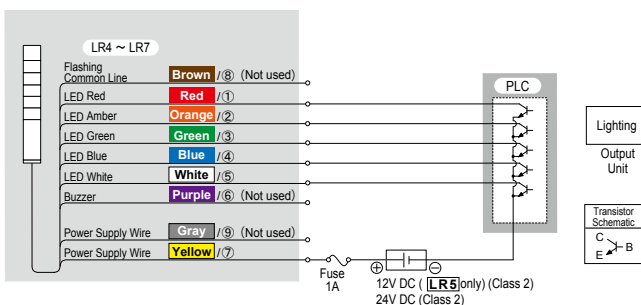 LR4 ～ LR7
Flashing
Common Line Brown /⑧ (Not used)
LED Red Red /①
LED Amber Orange /②
LED Green Green /③
LED Blue Blue /④
LED White White /⑤
Buzzer Purple /⑥ (Not used)
Power Supply Wire Gray /⑨ (Not used)
Power Supply Wire Yellow /⑦
Fuse
1A
⊕ ⊖
12V DC ( LR5 only) (Class 2)
24V DC (Class 2)
PLC
Lighting
Output
Unit
Transistor
Schematic
C
B
E